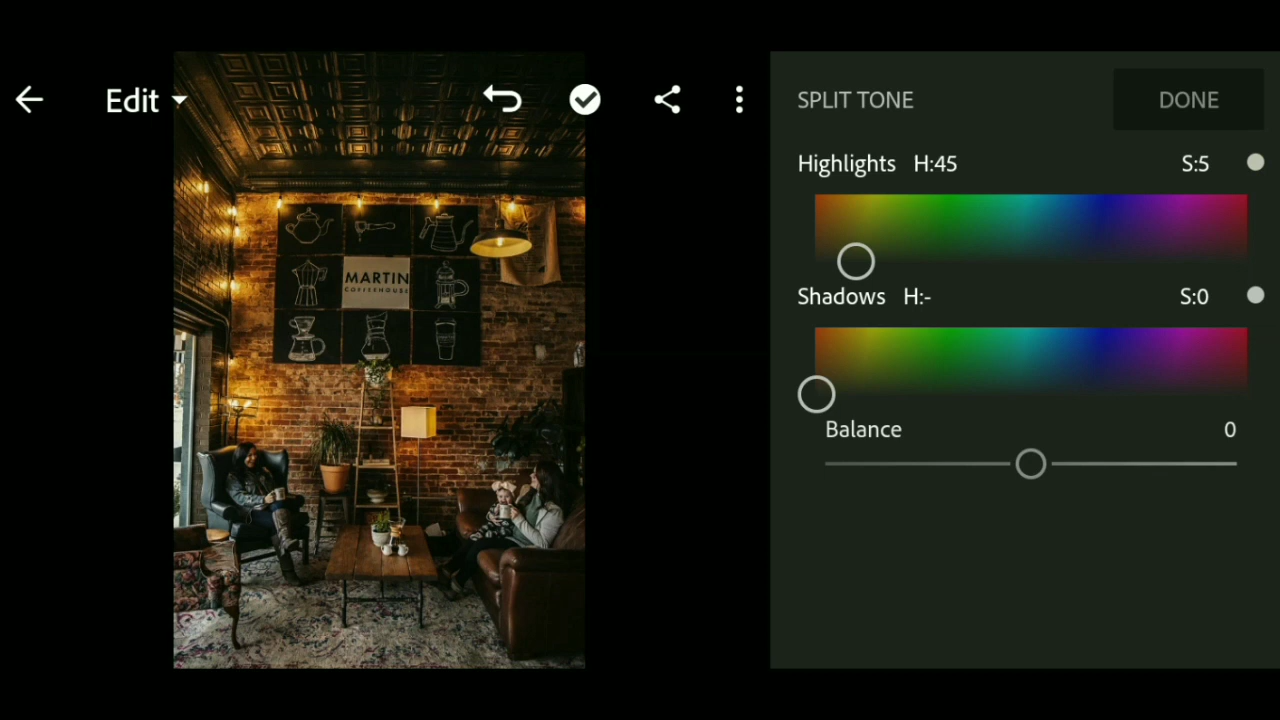 Edit
SPLIT TONE
DONE
Highlights H:45 S:5
Shadows H:- S:0
Balance 0
MARTIN
COFFEEHOUSE